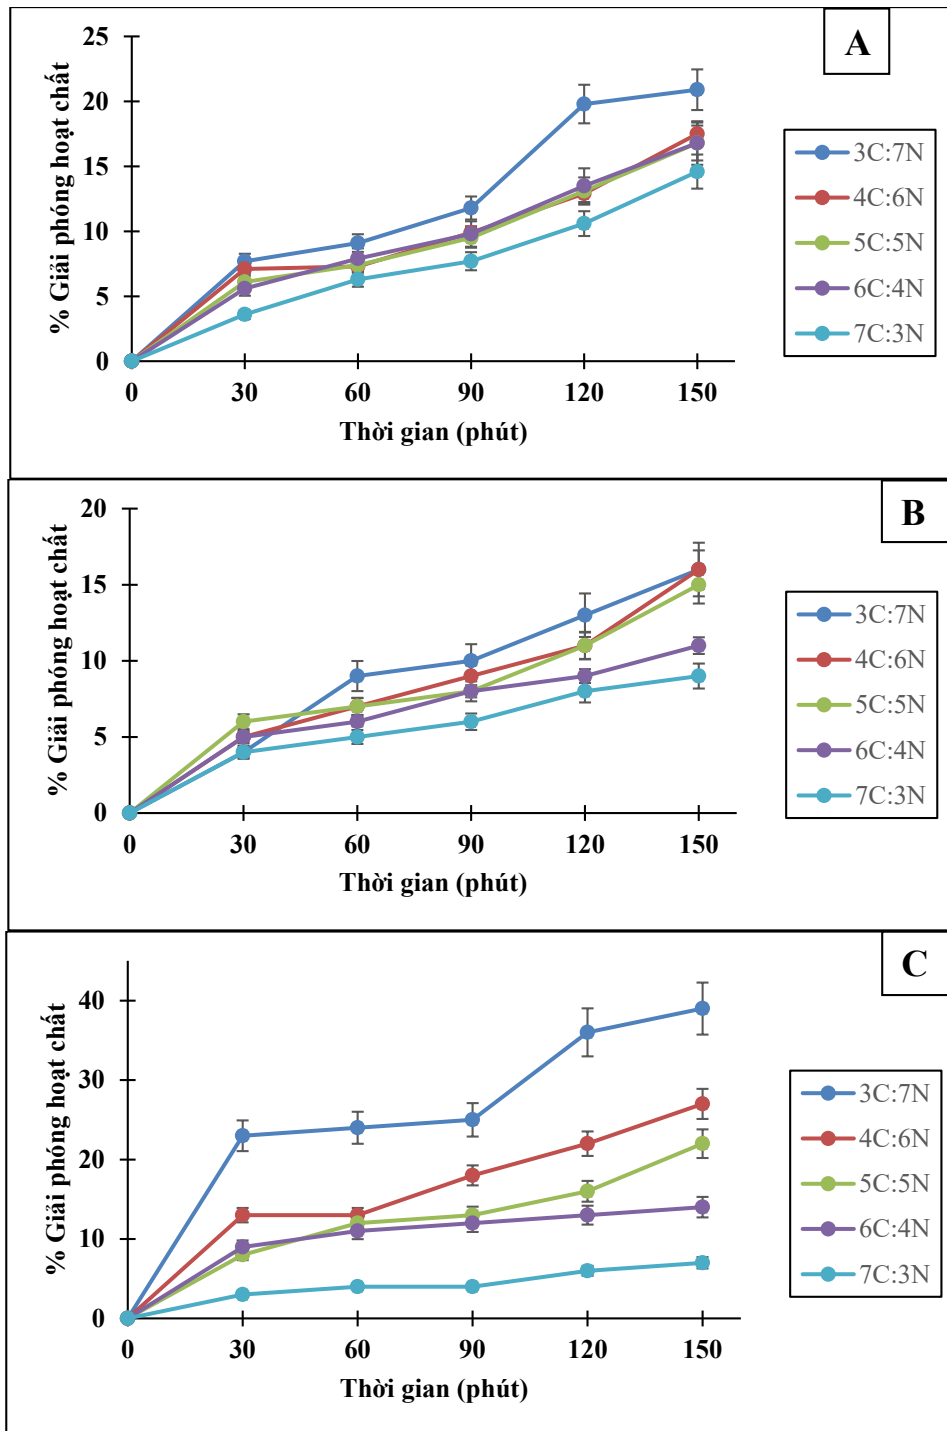 A
% Giải phóng hoạt chất
25
20
15
10
5
0
0 30 60 90 120 150
Thời gian (phút)
3C:7N
4C:6N
5C:5N
6C:4N
7C:3N
B
% Giải phóng hoạt chất
20
15
10
5
0
0 30 60 90 120 150
Thời gian (phút)
3C:7N
4C:6N
5C:5N
6C:4N
7C:3N
C
% Giải phóng hoạt chất
40
30
20
10
0
0 30 60 90 120 150
Thời gian (phút)
3C:7N
4C:6N
5C:5N
6C:4N
7C:3N